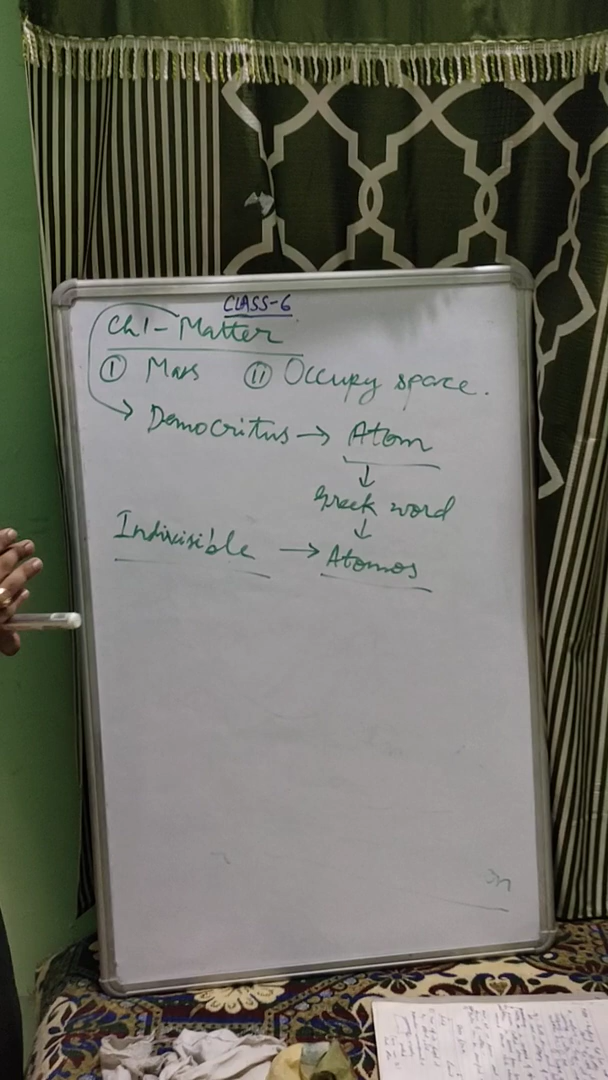 CLASS-6
Ch1 - Matter
① Mass ⑪ Occupy space.
Democritus → Atom
↓
Greek word
↓
Indivisible → Atomos